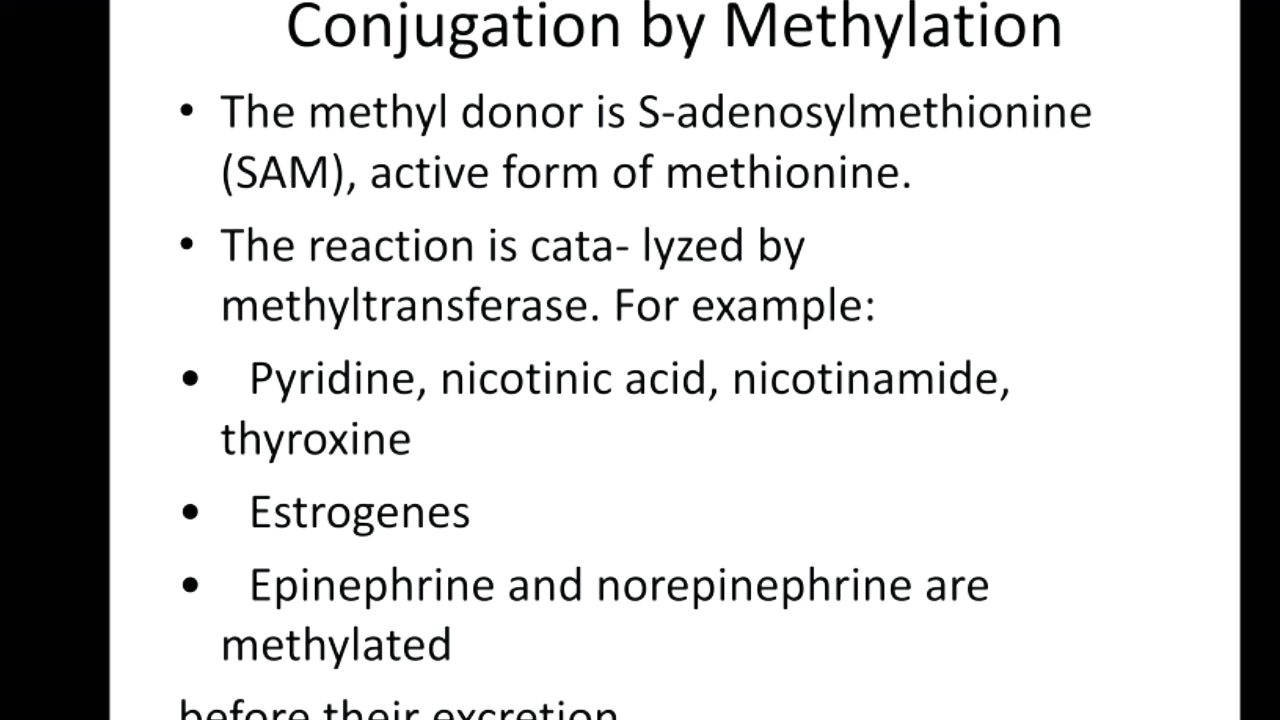 Conjugation by Methylation
• The methyl donor is S-adenosylmethionine
(SAM), active form of methionine.
• The reaction is cata- lyzed by
methyltransferase. For example:
• Pyridine, nicotinic acid, nicotinamide,
thyroxine
• Estrogenes
• Epinephrine and norepinephrine are
methylated
before their excretion